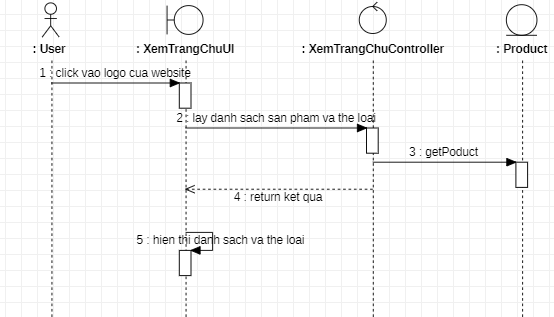 : User
: XemTrangChuUI
: XemTrangChuController
: Product
1 : click vao logo cua website
2 : lay danh sach san pham va the loai
3 : getPoduct
4 : return ket qua
5 : hien thi danh sach va the loai